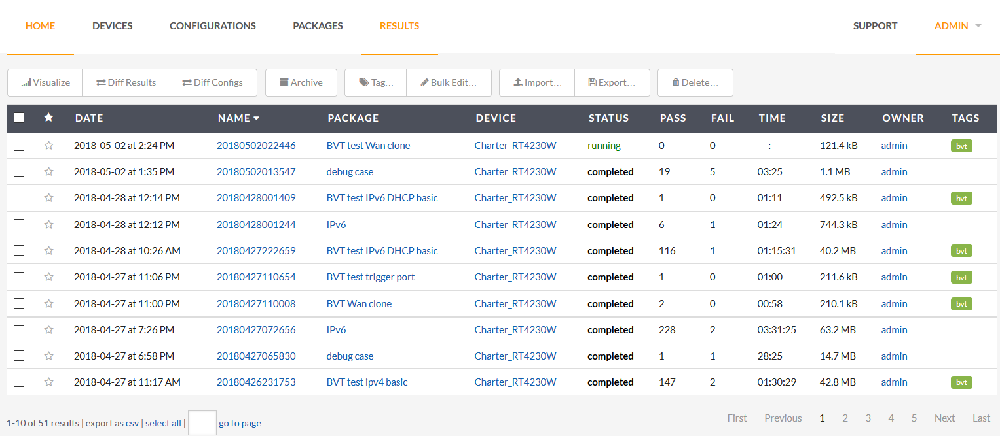 HOME DEVICES CONFIGURATIONS PACKAGES RESULTS SUPPORT ADMIN
Visualize Diff Results Diff Configs Archive Tag... Bulk Edit... Import... Export... Delete...
DATE NAME PACKAGE DEVICE STATUS PASS FAIL TIME SIZE OWNER TAGS
2018-05-02 at 2:24 PM 20180502022446 BVT test Wan clone Charter_RT4230W running 0 0 --:-- 121.4 kB admin bvt
2018-05-02 at 1:35 PM 20180502013547 debug case Charter_RT4230W completed 19 5 03:25 1.1 MB admin
2018-04-28 at 12:14 PM 20180428001409 BVT test IPv6 DHCP basic Charter_RT4230W completed 1 0 01:11 492.5 kB admin bvt
2018-04-28 at 12:12 PM 20180428001244 IPv6 Charter_RT4230W completed 6 1 01:24 744.3 kB admin
2018-04-28 at 10:26 AM 20180427222659 BVT test IPv6 DHCP basic Charter_RT4230W completed 116 1 01:15:31 40.2 MB admin bvt
2018-04-27 at 11:06 PM 20180427110654 BVT test trigger port Charter_RT4230W completed 1 0 01:00 211.6 kB admin bvt
2018-04-27 at 11:00 PM 20180427110008 BVT Wan clone Charter_RT4230W completed 2 0 00:58 210.1 kB admin bvt
2018-04-27 at 7:26 PM 20180427072656 IPv6 Charter_RT4230W completed 228 2 03:31:25 63.2 MB admin
2018-04-27 at 6:58 PM 20180427065830 debug case Charter_RT4230W completed 1 1 28:25 14.7 MB admin
2018-04-27 at 11:17 AM 20180426231753 BVT test ipv4 basic Charter_RT4230W completed 147 2 01:30:29 42.8 MB admin bvt
1-10 of 51 results | export as csv | select all | go to page First Previous 1 2 3 4 5 Next Last